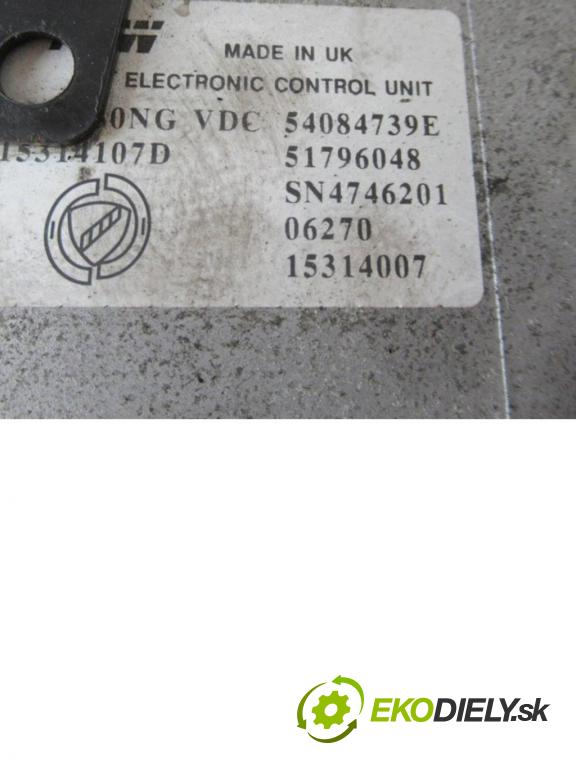 W MADE IN UK
ELECTRONIC CONTROL UNIT
0NG VDC 54084739E
15314107D 51796048
SN4746201
06270
15314007
EKODIELY.sk